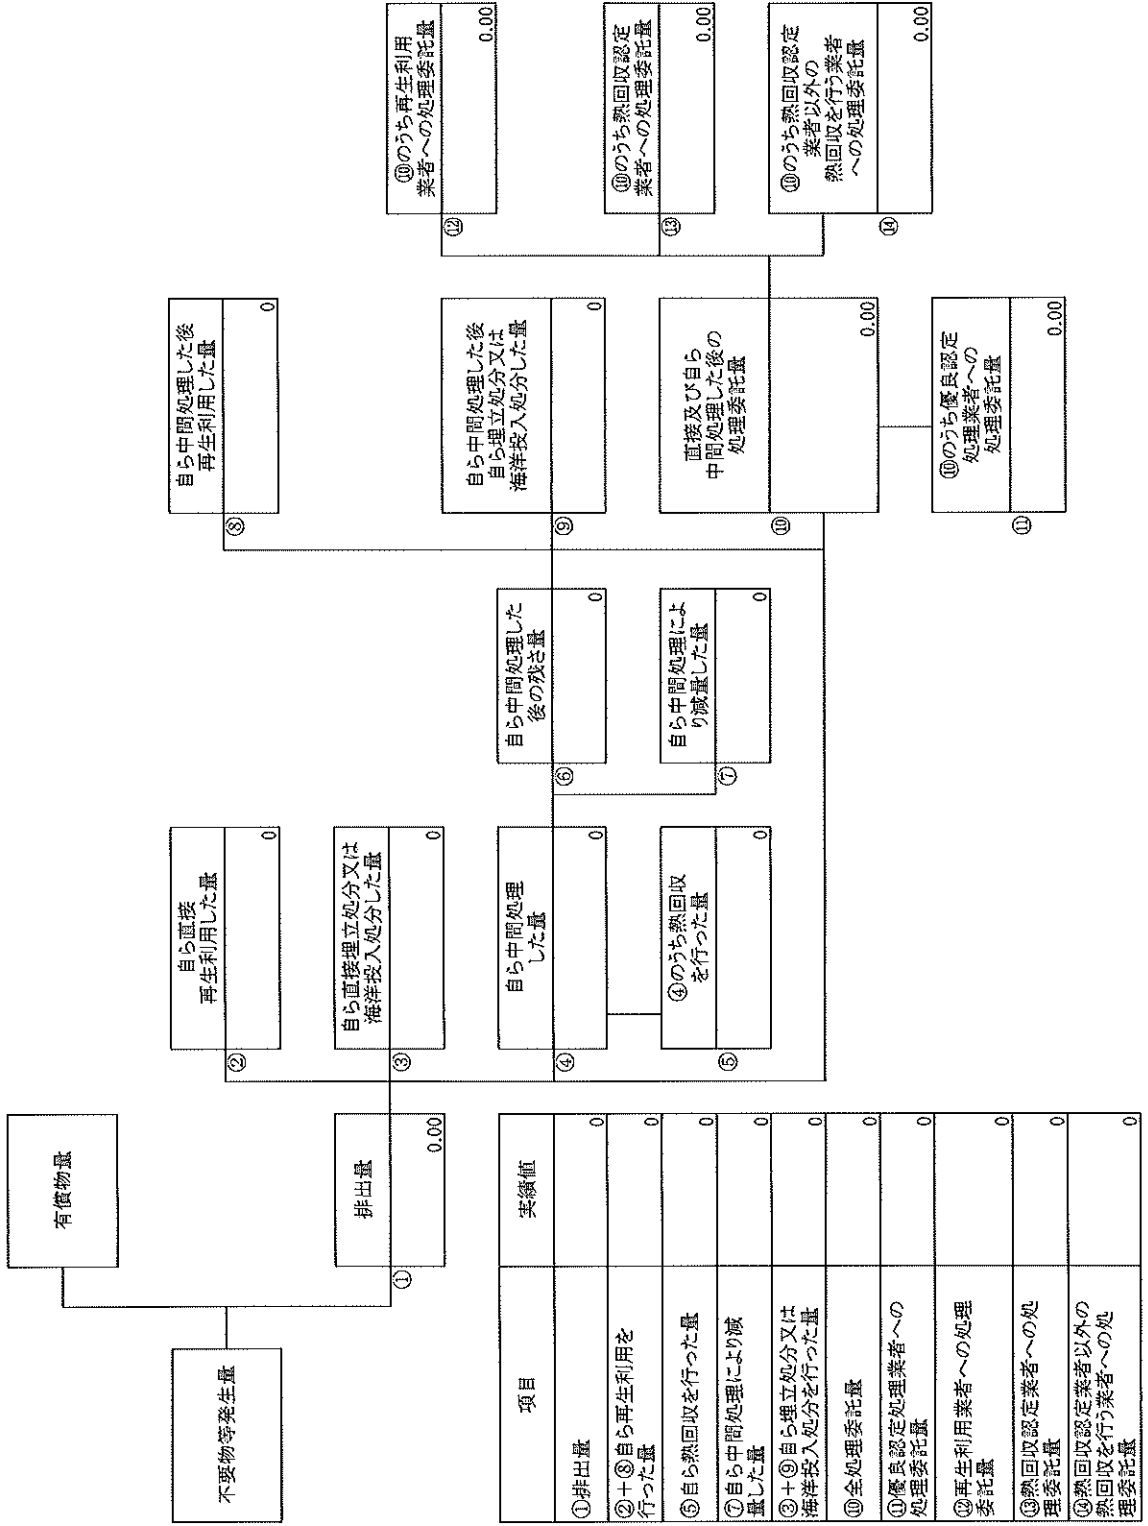 不要物等発生量
有償物量
排出量
①
0.00
自ら直接
再生利用した量
②
0
自ら直接埋立処分又は
海洋投入処分した量
③
0
自ら中間処理
した量
④
0
④のうち熱回収
を行った量
⑤
0
自ら中間処理した
後の残さ量
⑥
0
自ら中間処理によ
り減量した量
⑦
0
自ら中間処理した後
再生利用した量
⑧
0
自ら中間処理した後
自ら埋立処分又は
海洋投入処分した量
⑨
0
直接及び自ら
中間処理した後の
処理委託量
⑩
0.00
⑩のうち優良認定
処理業者への
処理委託量
⑪
0.00
⑩のうち再生利用
業者への処理委託量
⑫
0.00
⑩のうち熱回収認定
業者への処理委託量
⑬
0.00
⑩のうち熱回収認定
業者以外の
熱回収を行う業者
への処理委託量
⑭
0.00
項目 実績値
①排出量 0
②+⑧自ら再生利用を
行った量 0
⑤自ら熱回収を行った量 0
⑦自ら中間処理により減
量した量 0
③+⑨自ら埋立処分又は
海洋投入処分を行った量 0
⑩全処理委託量 0
⑪優良認定処理業者への
処理委託量 0
⑫再生利用業者への処理
委託量 0
⑬熱回収認定業者への処
理委託量 0
⑭熱回収認定業者以外の
熱回収を行う業者への処
理委託量 0